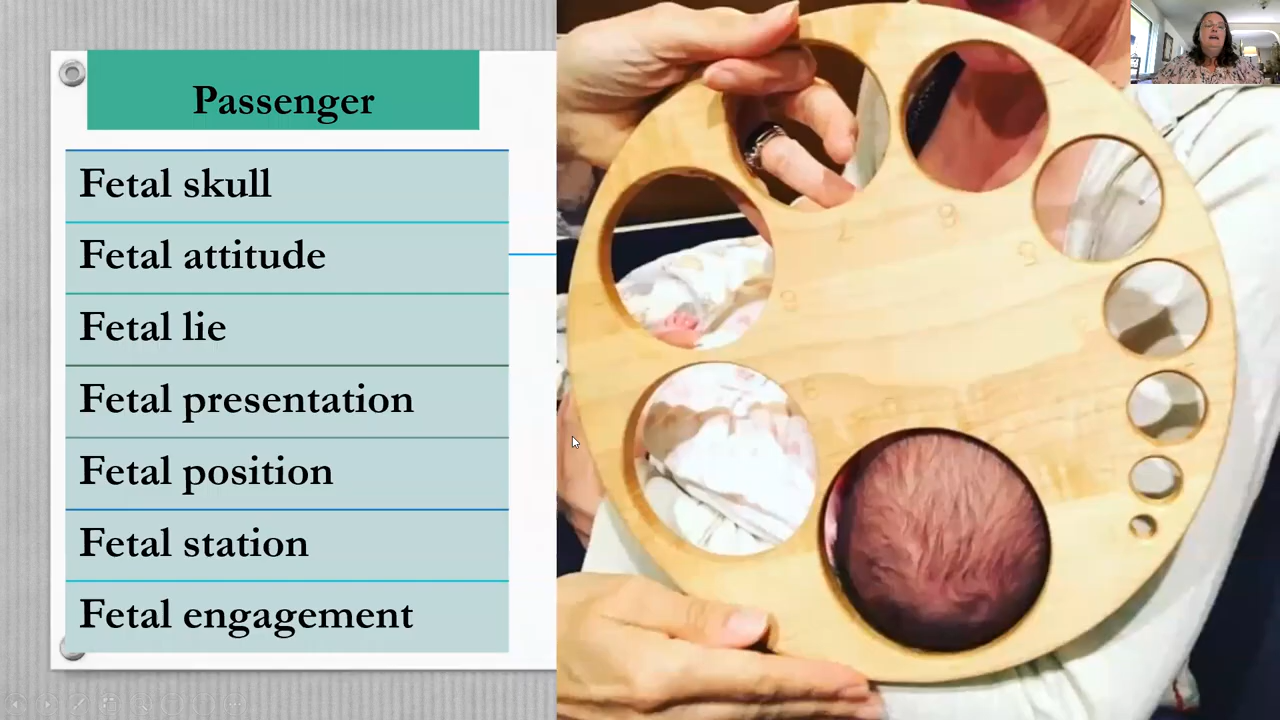 Passenger
Fetal skull
Fetal attitude
Fetal lie
Fetal presentation
Fetal position
Fetal station
Fetal engagement